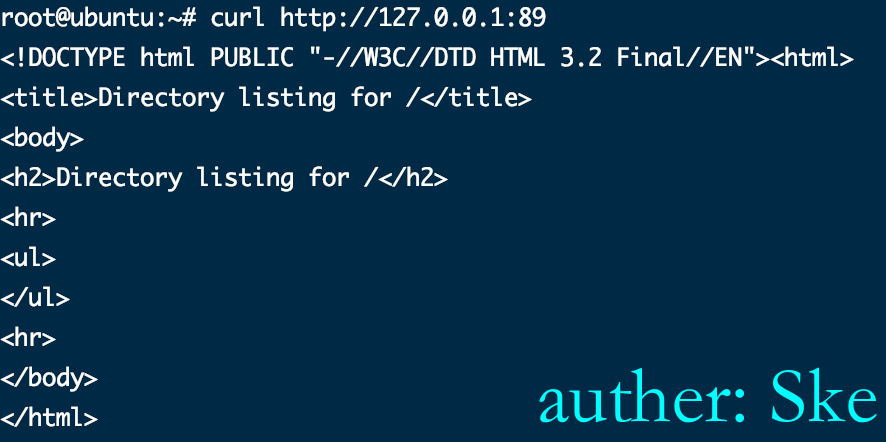 root@ubuntu:~# curl http://127.0.0.1:89
<!DOCTYPE html PUBLIC "-//W3C//DTD HTML 3.2 Final//EN"><html>
<title>Directory listing for /</title>
<body>
<h2>Directory listing for /</h2>
<hr>
<ul>
</ul>
<hr>
</body>
</html>
auther: Ske